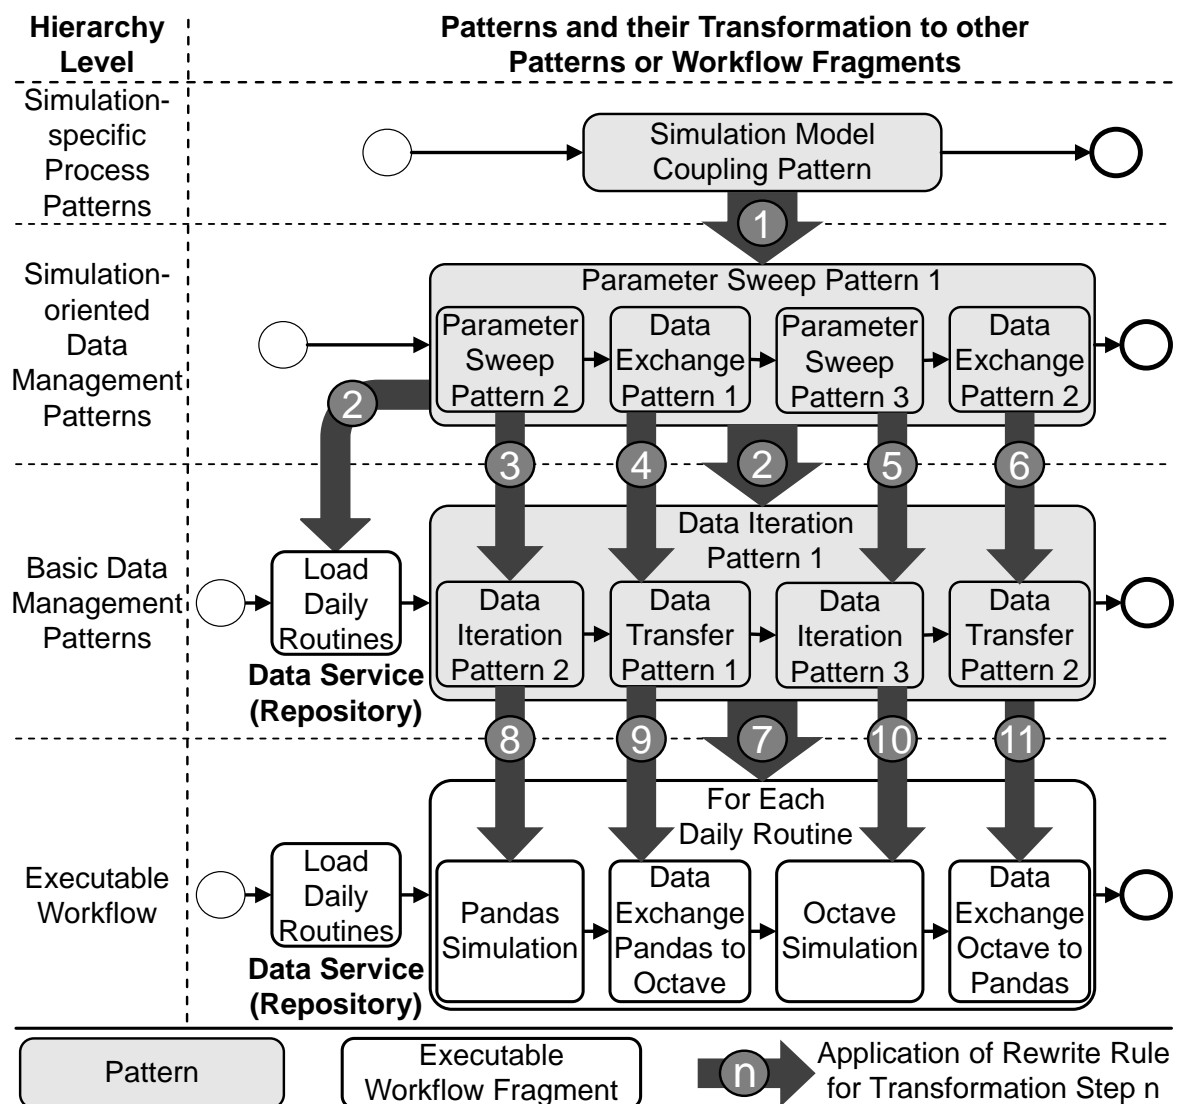 Hierarchy
Level
Patterns and their Transformation to other
Patterns or Workflow Fragments
Simulation-
specific
Process
Patterns
Simulation Model
Coupling Pattern
1
Simulation-
oriented
Data
Management
Patterns
Parameter Sweep Pattern 1
Parameter
Sweep
Pattern 2
Data
Exchange
Pattern 1
Parameter
Sweep
Pattern 3
Data
Exchange
Pattern 2
2
3
4
2
5
6
Basic Data
Management
Patterns
Load
Daily
Routines
Data Service
(Repository)
Data Iteration
Pattern 1
Data
Iteration
Pattern 2
Data
Transfer
Pattern 1
Data
Iteration
Pattern 3
Data
Transfer
Pattern 2
8
9
7
10
11
Executable
Workflow
Load
Daily
Routines
Data Service
(Repository)
For Each
Daily Routine
Pandas
Simulation
Data
Exchange
Pandas to
Octave
Octave
Simulation
Data
Exchange
Octave to
Pandas
Pattern
Executable
Workflow Fragment
n
Application of Rewrite Rule
for Transformation Step n